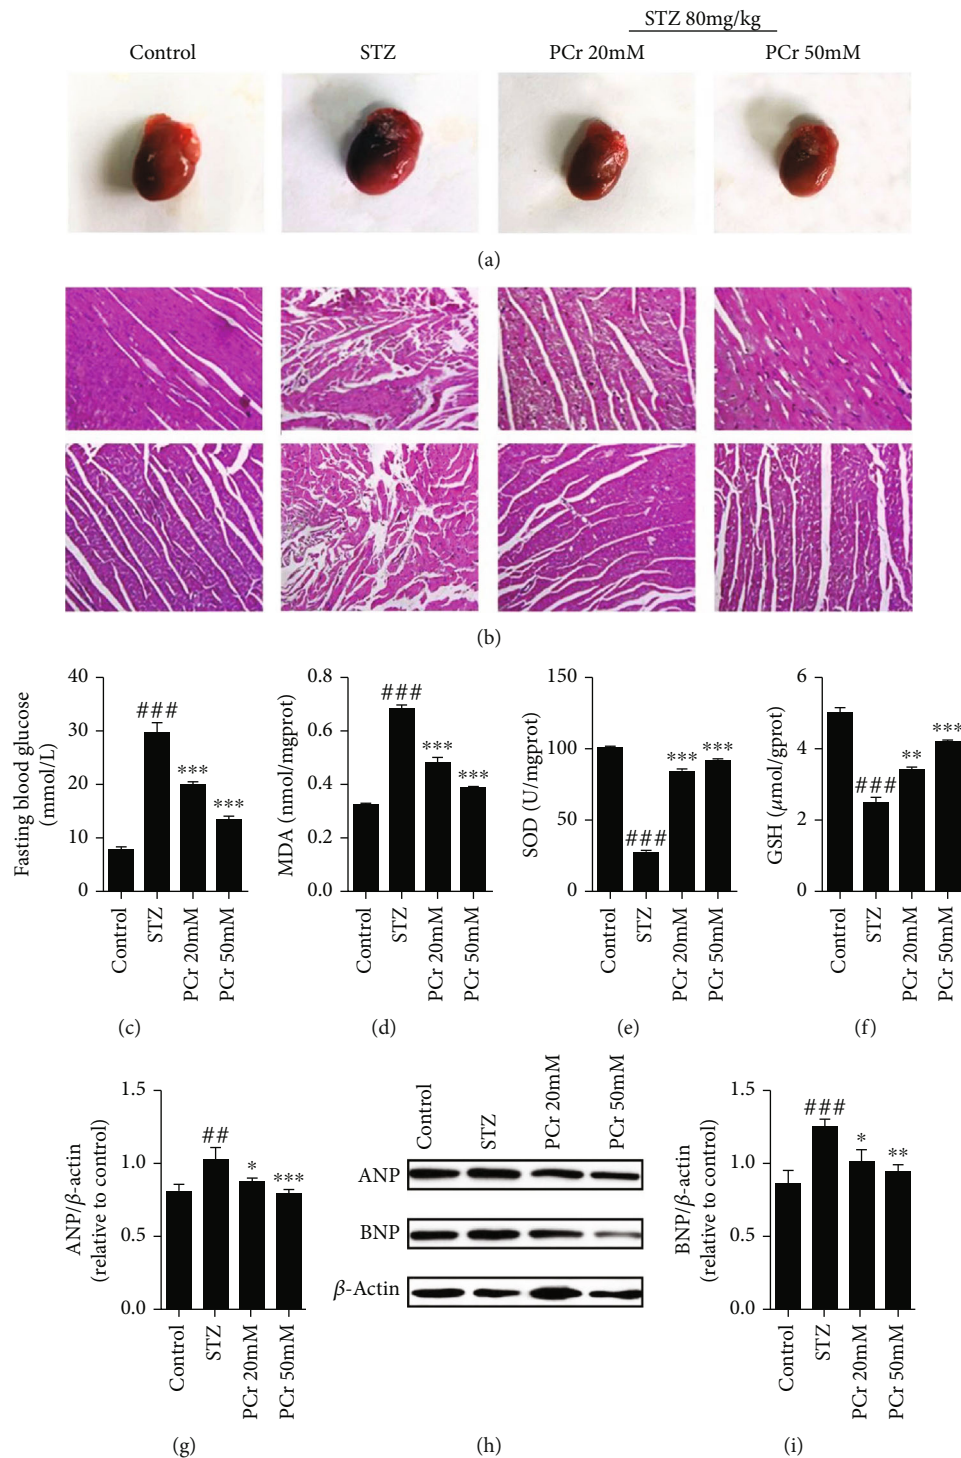 STZ 80mg/kg
Control
STZ
PCr 20mM
PCr 50mM
(a)
(b)
Fasting blood glucose
(mmol/L)
40
30
20
10
0
###
***
***
Control
STZ
PCr 20mM
PCr 50mM
(c)
MDA (nmol/mgprot)
0.8
0.6
0.4
0.2
0.0
###
***
***
Control
STZ
PCr 20mM
PCr 50mM
(d)
SOD (U/mgprot)
150
100
50
0
###
***
***
Control
STZ
PCr 20mM
PCr 50mM
(e)
GSH (μmol/gprot)
6
4
2
0
###
**
***
Control
STZ
PCr 20mM
PCr 50mM
(f)
ANP/β-actin
(relative to control)
1.5
1.0
0.5
0.0
##
*
***
Control
STZ
PCr 20mM
PCr 50mM
(g)
Control
STZ
PCr 20mM
PCr 50mM
ANP
BNP
β-Actin
(h)
BNP/β-actin
(relative to control)
1.5
1.0
0.5
0.0
###
*
**
Control
STZ
PCr 20mM
PCr 50mM
(i)